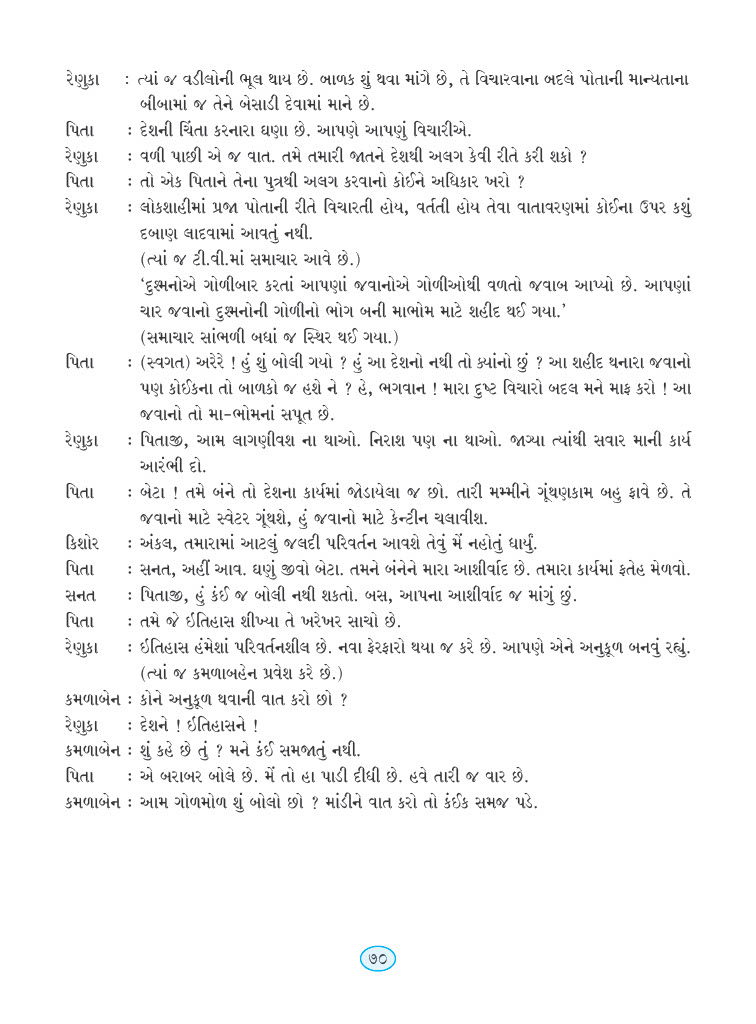 રેણુકા : ત્યાં જ વડીલોની ભૂલ થાય છે. બાળક શું થવા માંગે છે, તે વિચારવાના બદલે પોતાની માન્યતાના
બીબામાં જ તેને બેસાડી દેવામાં માને છે.
પિતા : દેશની ચિંતા કરનારા ઘણા છે. આપણે આપણું વિચારીએ.
રેણુકા : વળી પાછી એ જ વાત. તમે તમારી જાતને દેશથી અલગ કેવી રીતે કરી શકો ?
પિતા : તો એક પિતાને તેના પુત્રથી અલગ કરવાનો કોઈને અધિકાર ખરો ?
રેણુકા : લોકશાહીમાં પ્રજા પોતાની રીતે વિચારતી હોય, વર્તતી હોય તેવા વાતાવરણમાં કોઈના ઉપર કશું
દબાણ લાદવામાં આવતું નથી.
(ત્યાં જ ટી.વી.માં સમાચાર આવે છે.)
‘દુશ્મનોએ ગોળીબાર કરતાં આપણાં જવાનોએ ગોળીઓથી વળતો જવાબ આપ્યો છે. આપણાં
ચાર જવાનો દુશ્મનોની ગોળીનો ભોગ બની માભોમ માટે શહીદ થઈ ગયા.’
(સમાચાર સાંભળી બધાં જ સ્થિર થઈ ગયા.)
પિતા : (સ્વગત) અરેરે ! હું શું બોલી ગયો ? હું આ દેશનો નથી તો ક્યાંનો છું ? આ શહીદ થનારા જવાનો
પણ કોઈકના તો બાળકો જ હશે ને ? હે, ભગવાન ! મારા દુષ્ટ વિચારો બદલ મને માફ કરો ! આ
જવાનો તો મા-ભોમનાં સપૂત છે.
રેણુકા : પિતાજી, આમ લાગણીવશ ના થાઓ. નિરાશ પણ ના થાઓ. જાગ્યા ત્યાંથી સવાર માની કાર્ય
આરંભી દો.
પિતા : બેટા ! તમે બંને તો દેશના કાર્યમાં જોડાયેલા જ છો. તારી મમ્મીને ગૂંથણકામ બહુ ફાવે છે. તે
જવાનો માટે સ્વેટર ગૂંથશે, હું જવાનો માટે કેન્ટીન ચલાવીશ.
કિશોર : અંકલ, તમારામાં આટલું જલદી પરિવર્તન આવશે તેવું મેં નહોતું ધાર્યું.
પિતા : સનત, અહીં આવ. ઘણું જીવો બેટા. તમને બંનેને મારા આશીર્વાદ છે. તમારા કાર્યમાં ફતેહ મેળવો.
સનત : પિતાજી, હું કંઈ જ બોલી નથી શકતો. બસ, આપના આશીર્વાદ જ માંગું છું.
પિતા : તમે જે ઇતિહાસ શીખ્યા તે ખરેખર સાચો છે.
રેણુકા : ઇતિહાસ હંમેશાં પરિવર્તનશીલ છે. નવા ફેરફારો થયા જ કરે છે. આપણે એને અનુકૂળ બનવું રહ્યું.
(ત્યાં જ કમળાબહેન પ્રવેશ કરે છે.)
કમળાબેન : કોને અનુકૂળ થવાની વાત કરો છો ?
રેણુકા : દેશને ! ઇતિહાસને !
કમળાબેન : શું કહે છે તું ? મને કંઈ સમજાતું નથી.
પિતા : એ બરાબર બોલે છે. મેં તો હા પાડી દીધી છે. હવે તારી જ વાર છે.
કમળાબેન : આમ ગોળમોળ શું બોલો છો ? માંડીને વાત કરો તો કંઈક સમજ પડે.
૭૦